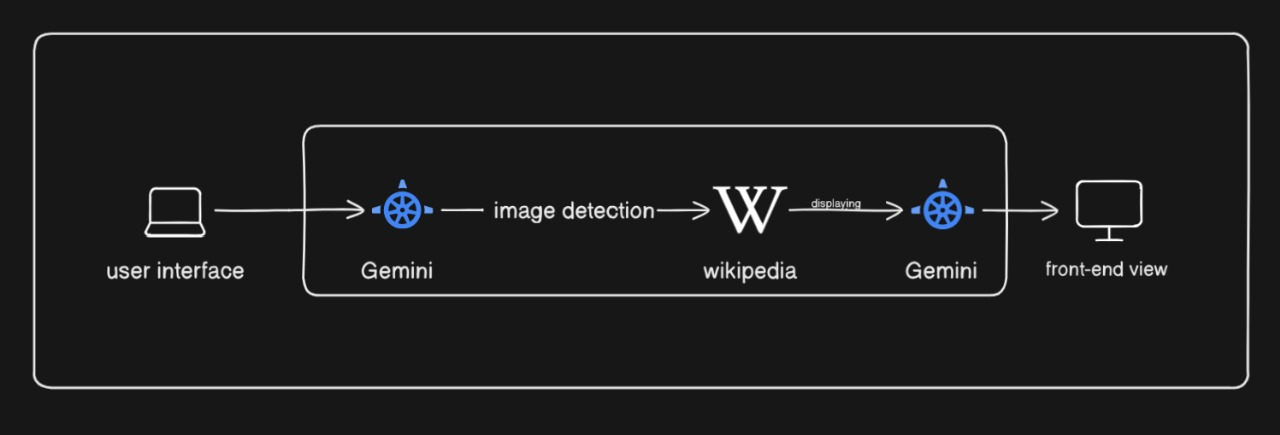 image detection
displaying
user interface
Gemini
wikipedia
Gemini
front-end view